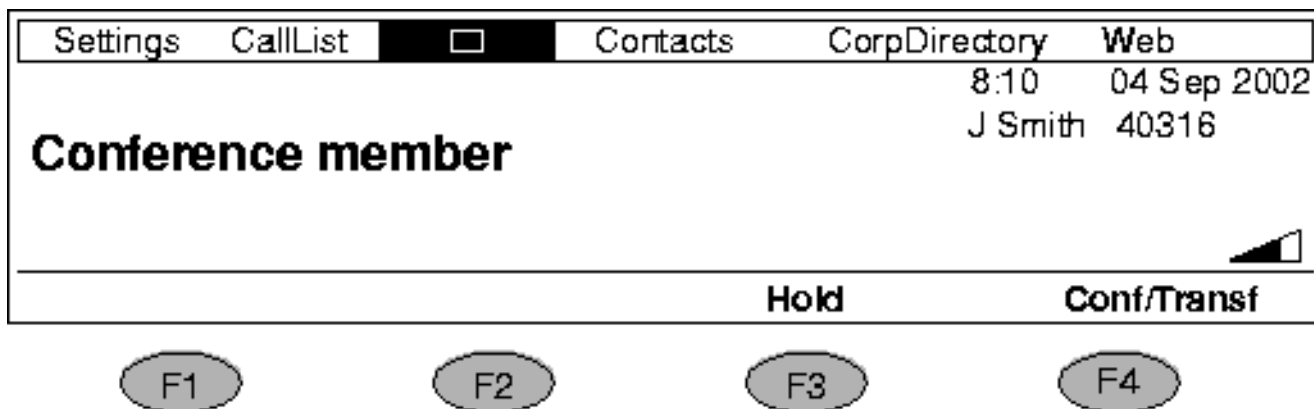 Settings CallList Contacts CorpDirectory Web
8:10 04 Sep 2002
J Smith 40316
Conference member
Hold Conf/Transf
F1 F2 F3 F4